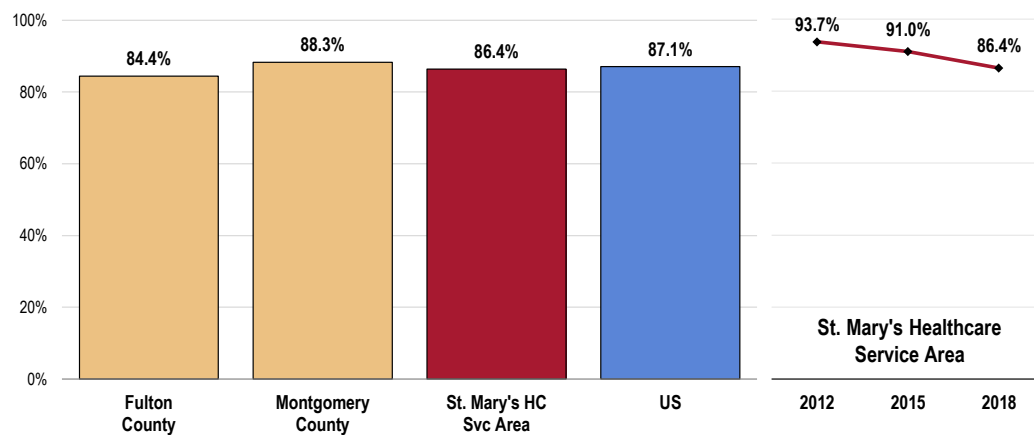 100%
80%
60%
40%
20%
0%
84.4%
88.3%
86.4%
87.1%
Fulton
County
Montgomery
County
St. Mary's HC
Svc Area
US
93.7%
91.0%
86.4%
St. Mary's Healthcare
Service Area
2012
2015
2018